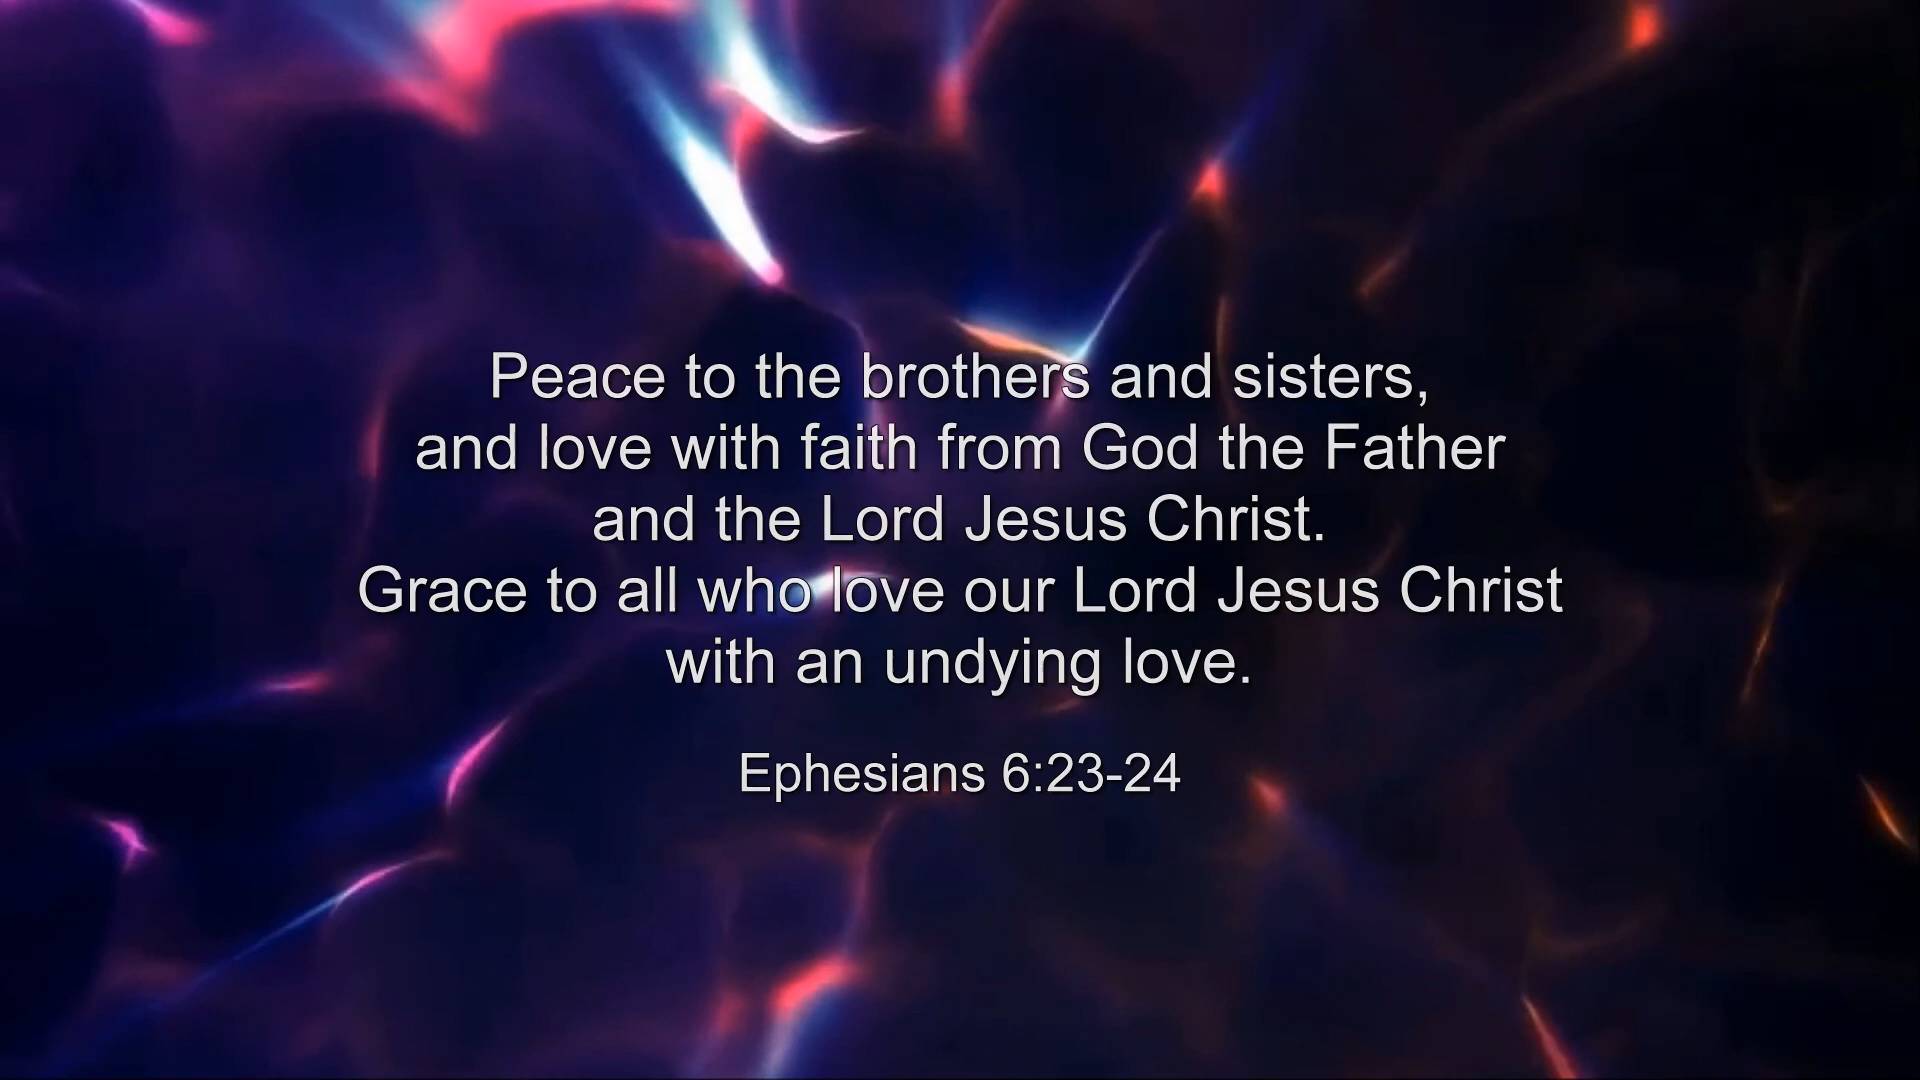 Peace to the brothers and sisters,
and love with faith from God the Father
and the Lord Jesus Christ.
Grace to all who love our Lord Jesus Christ
with an undying love.
Ephesians 6:23-24